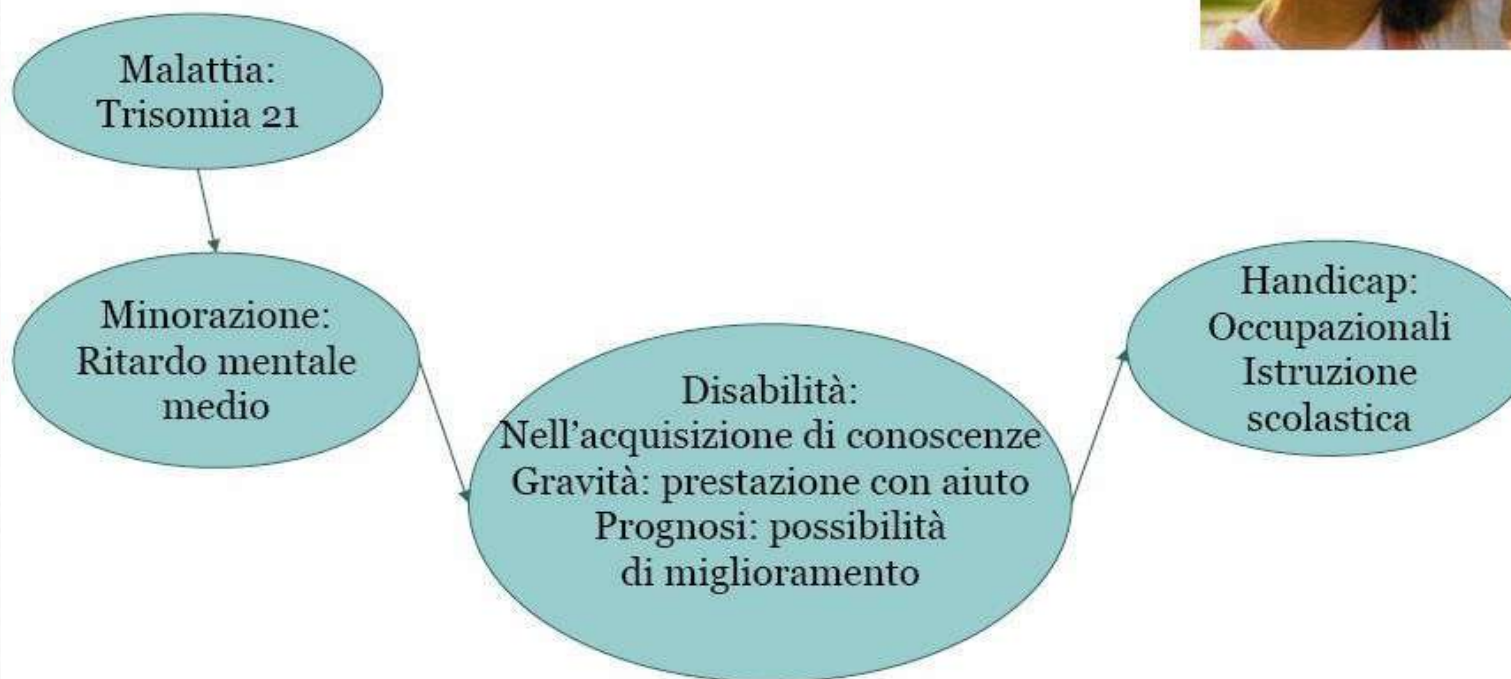 Malattia:
Trisomia 21
Minorazione:
Ritardo mentale
medio
Disabilità:
Nell’acquisizione di conoscenze
Gravità: prestazione con aiuto
Prognosi: possibilità
di miglioramento
Handicap:
Occupazionali
Istruzione
scolastica